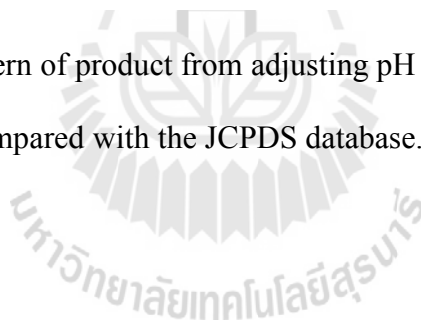 ern of product from adjusting pH
mpared with the JCPDS database.
มหาวิทยาลัยเทคโนโลยีสุรนารี